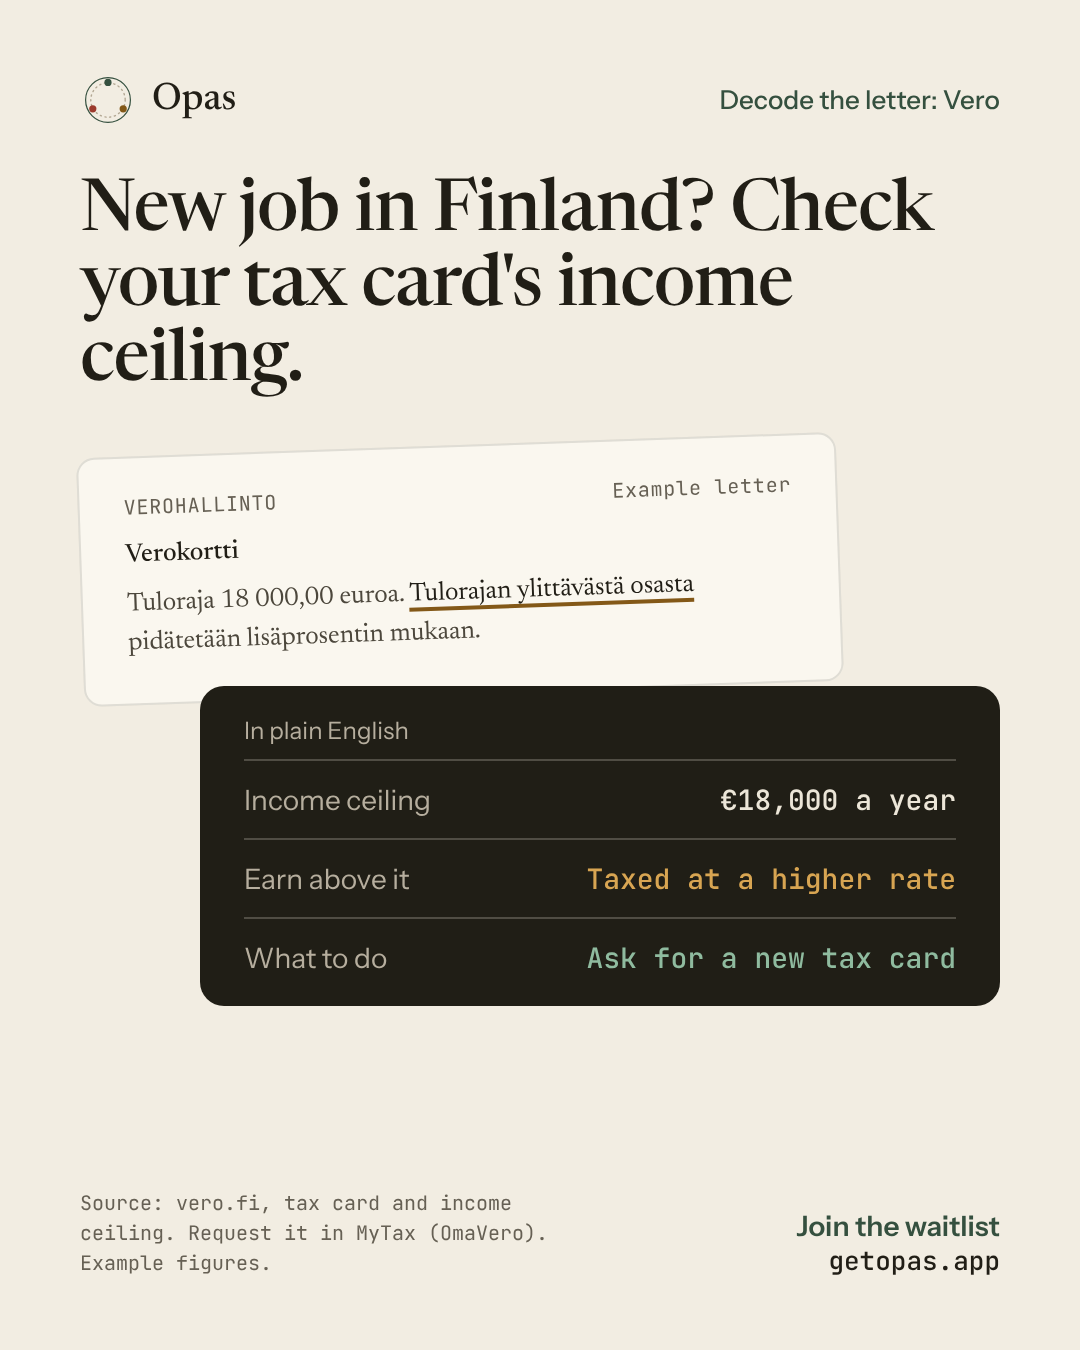 Opas
Decode the letter: Vero
New job in Finland? Check
your tax card's income
ceiling.
VEROHALLINTO
Example letter
Verokortti
Tuloraja 18 000,00 euroa. Tulorajan ylittävästä osasta
pidätetään lisäprosentin mukaan.
In plain English
Income ceiling
€18,000 a year
Earn above it
Taxed at a higher rate
What to do
Ask for a new tax card
Source: vero.fi, tax card and income
ceiling. Request it in MyTax (OmaVero).
Example figures.
Join the waitlist
getopas.app